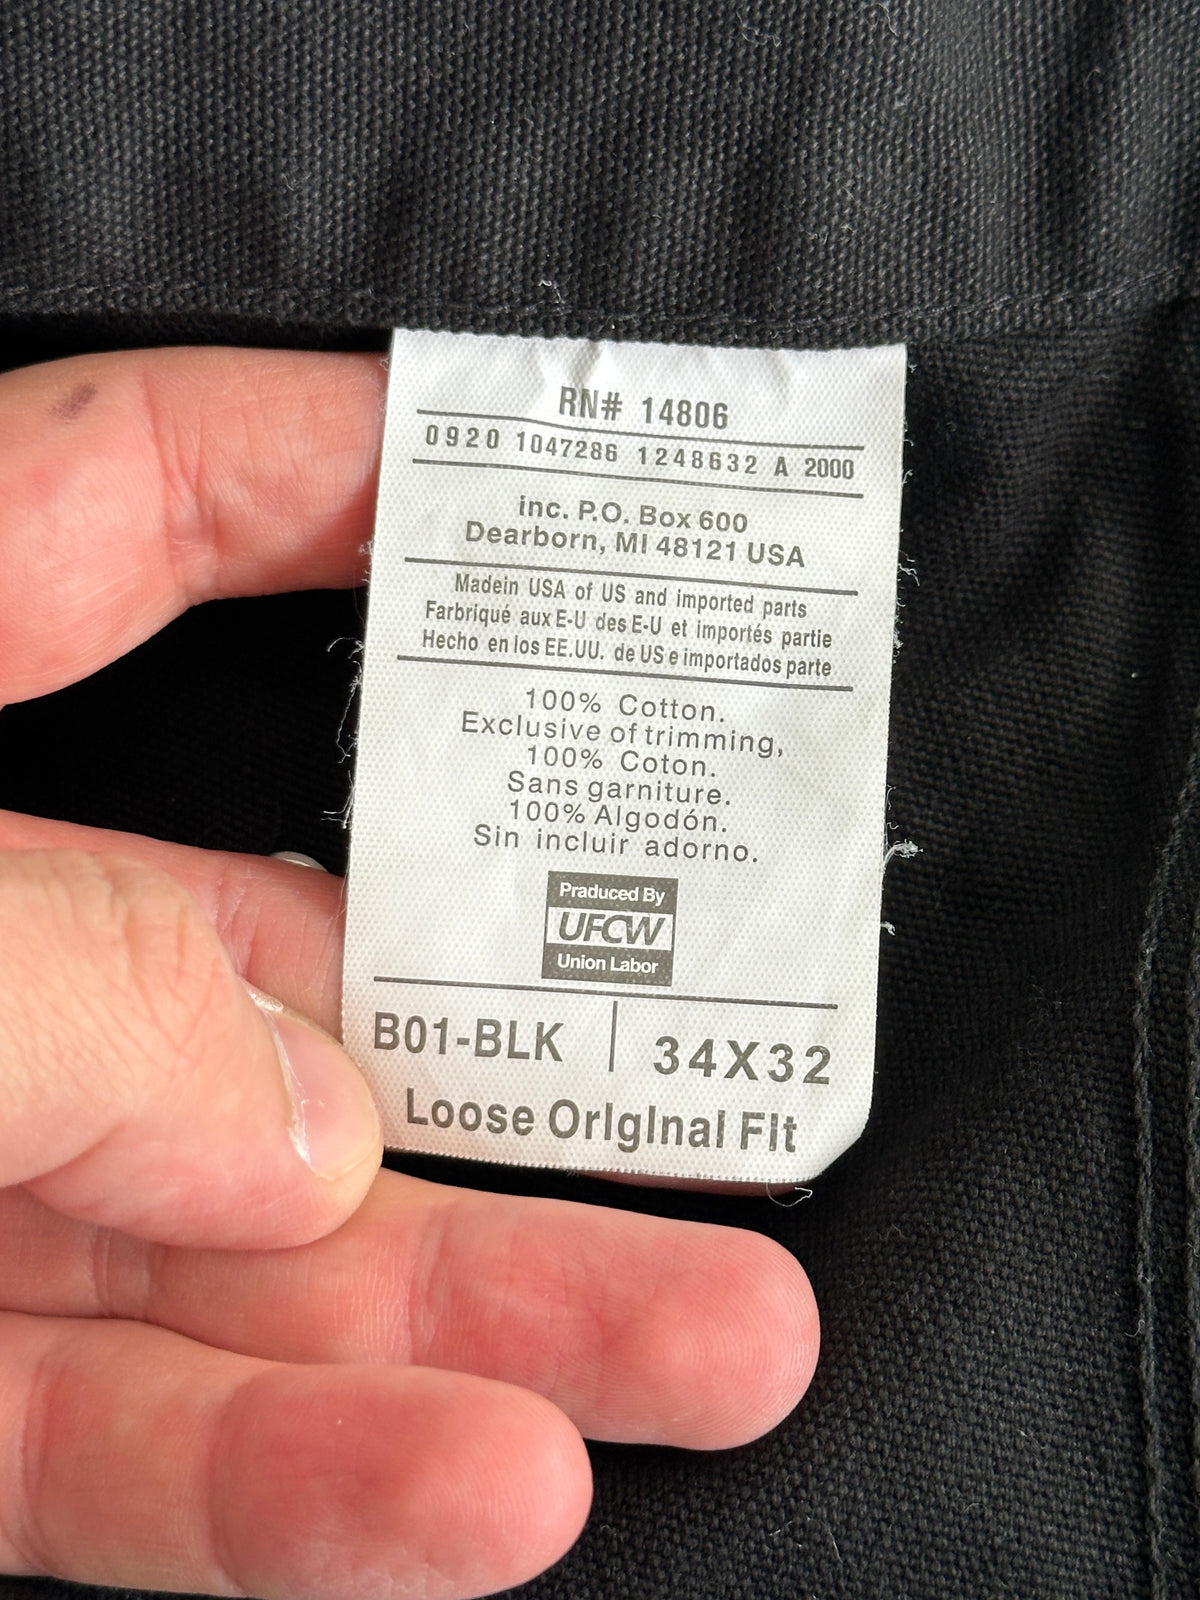 RN# 14806
0920 1047286 1248632 A 2000
inc. P.O. Box 600
Dearborn, MI 48121 USA
Madein USA of US and imported parts
Farbriqué aux E-U des E-U et importés partie
Hecho en los EE.UU. de US e importados parte
100% Cotton.
Exclusive of trimming,
100% Coton.
Sans garniture.
100% Algodón.
Sin incluir adorno.
Praduced By
UFCW
Union Labor
B01-BLK | 34X32
Loose OrIgInal FIt